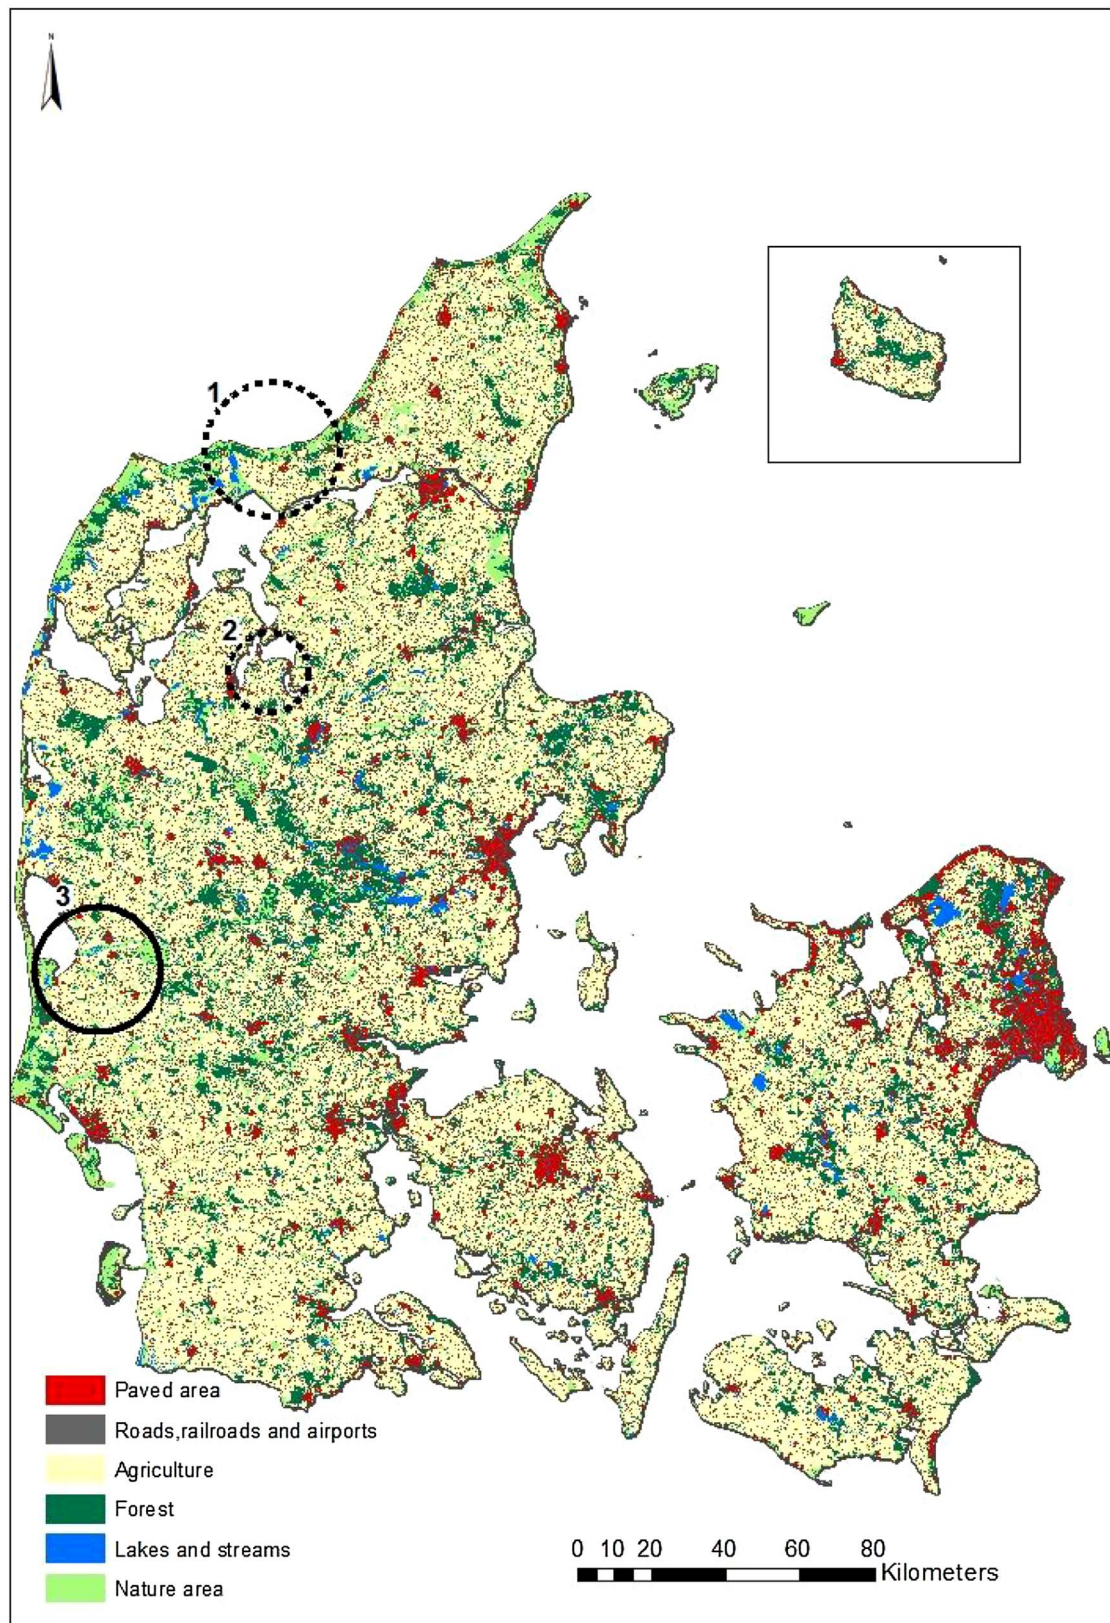 N
1
2
3
Paved area
Roads,railroads and airports
Agriculture
Forest
Lakes and streams
Nature area
0 10 20 40 60 80
Kilometers